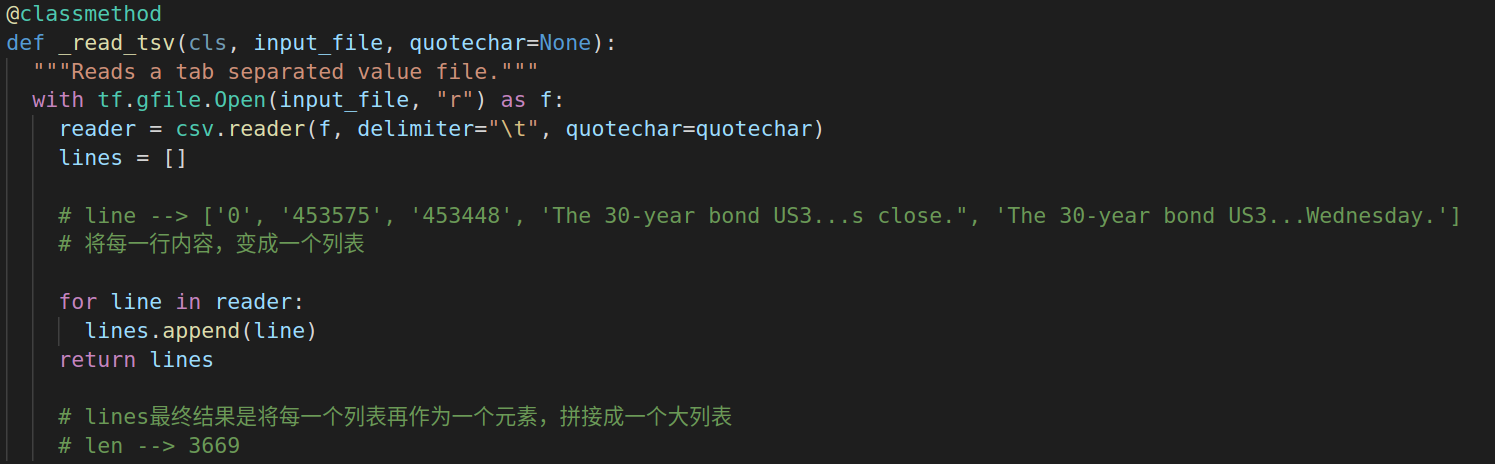 @classmethod
def _read_tsv(cls, input_file, quotechar=None):
  """Reads a tab separated value file."""
  with tf.gfile.Open(input_file, "r") as f:
    reader = csv.reader(f, delimiter="\t", quotechar=quotechar)
    lines = []
    # line --> ['0', '453575', '453448', 'The 30-year bond US3...s close.", 'The 30-year bond US3...Wednesday.']
    # 将每一行内容，变成一个列表
    for line in reader:
      lines.append(line)
    return lines
    # lines最终结果是将每一个列表再作为一个元素，拼接成一个大列表
    # len --> 3669